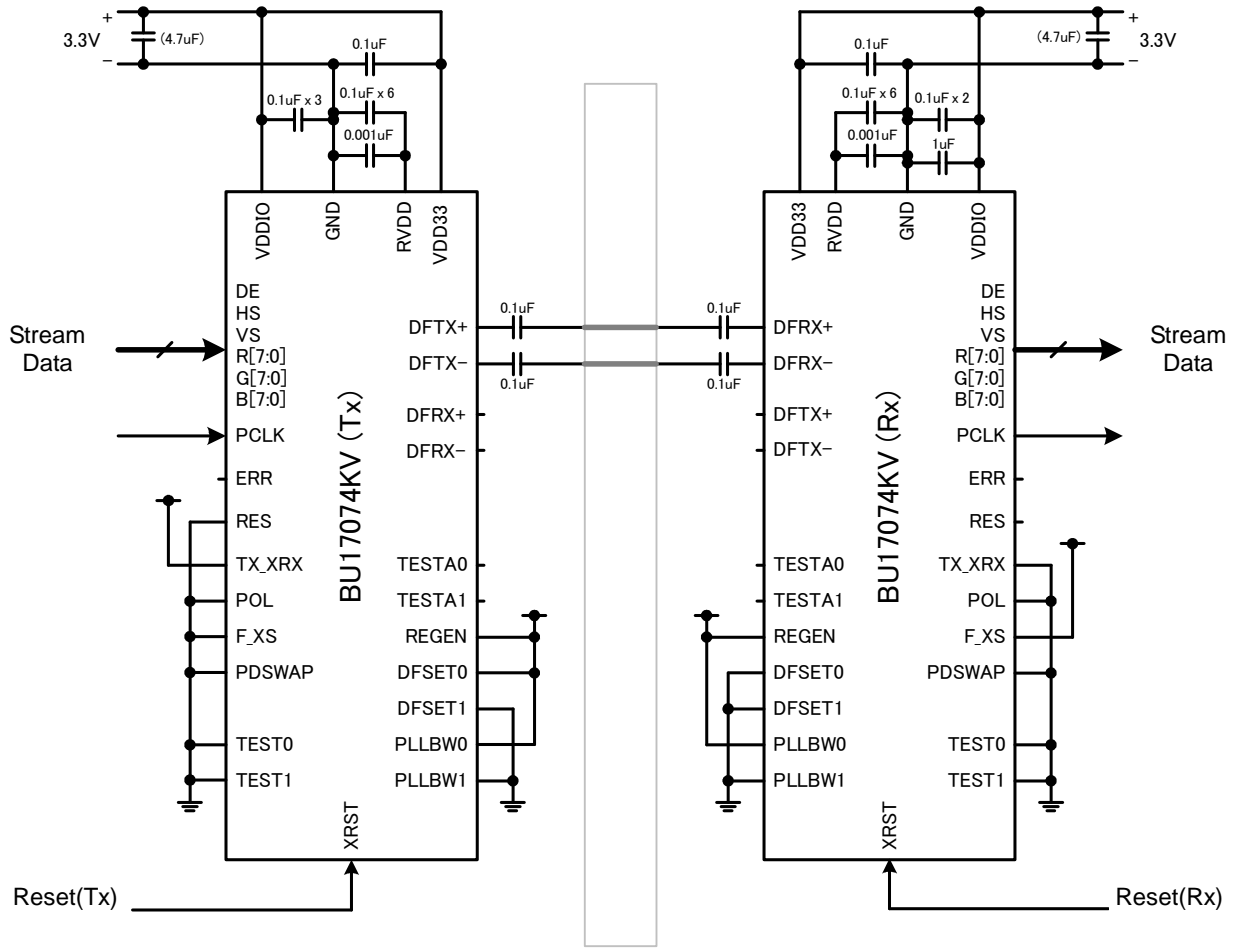 +
3.3V
−
(4.7uF)
0.1uF
0.1uF x 3
0.1uF x 6
0.001uF
VDDIO
GND
RVDD
VDD33
DE
HS
VS
R[7:0]
G[7:0]
B[7:0]
PCLK
ERR
RES
TX_XRX
POL
F_XS
PDSWAP
TEST0
TEST1
Stream
Data
BU17074KV (Tx)
DFTX+
DFTX−
DFRX+
DFRX−
TESTA0
TESTA1
REGEN
DFSET0
DFSET1
PLLBW0
PLLBW1
XRST
Reset(Tx)
0.1uF
0.1uF
0.1uF
0.1uF
+
3.3V
−
(4.7uF)
0.1uF
0.1uF x 6
0.1uF x 2
0.001uF
1uF
VDD33
RVDD
GND
VDDIO
DFRX+
DFRX−
DFTX+
DFTX−
TESTA0
TESTA1
REGEN
DFSET0
DFSET1
PLLBW0
PLLBW1
BU17074KV (Rx)
DE
HS
VS
R[7:0]
G[7:0]
B[7:0]
PCLK
ERR
RES
TX_XRX
POL
F_XS
PDSWAP
TEST0
TEST1
Stream
Data
XRST
Reset(Rx)